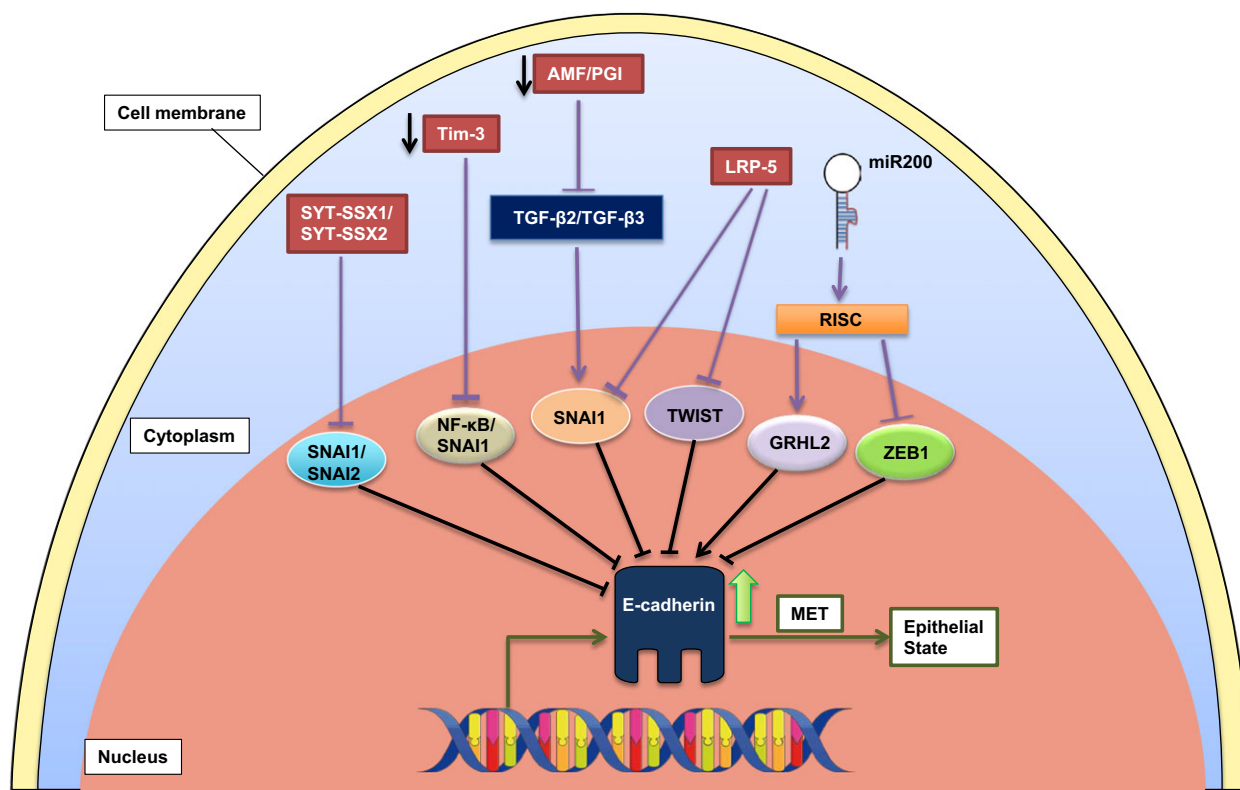 AMF/PGI
Cell membrane
Tim-3
LRP-5
miR200
SYT-SSX1/
SYT-SSX2
TGF-β2/TGF-β3
RISC
Cytoplasm
SNAI1/
SNAI2
NF-κB/
SNAI1
SNAI1
TWIST
GRHL2
ZEB1
E-cadherin
MET
Epithelial
State
Nucleus